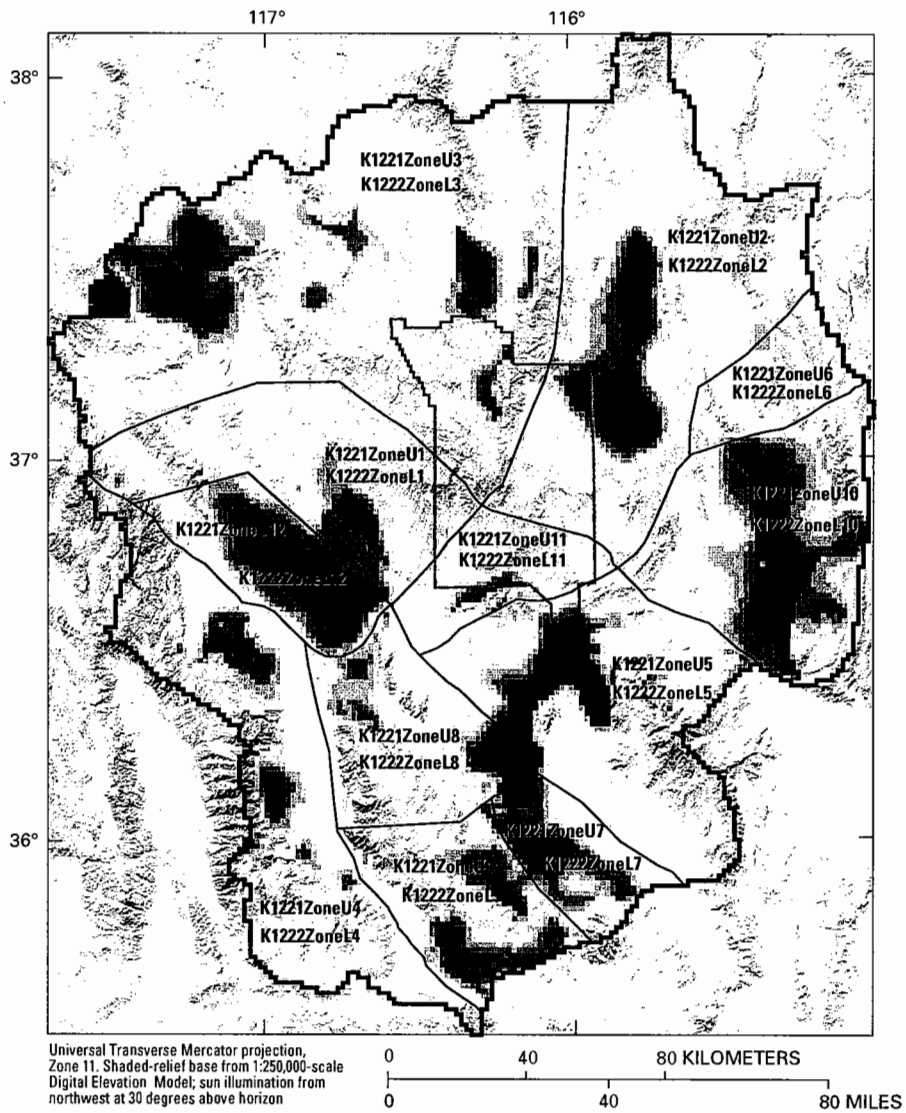 117° 116°
38°
K1221ZoneU3
K1222ZoneL3
K1221ZoneU2
K1222ZoneL2
K1221ZoneU6
K1222ZoneL6
37°
K1221ZoneU1
K1222ZoneL1
K1221ZoneU10
K1222ZoneL10
K1222ZoneL12
K1221ZoneU11
K1222ZoneL11
K1221ZoneU5
K1222ZoneL5
K1221ZoneU8
K1222ZoneL8
36°
K1221ZoneU7
K1222ZoneL7
K1221ZoneU4
K1222ZoneL4
Universal Transverse Mercator projection,
Zone 11. Shaded-relief base from 1:250,000-scale
Digital Elevation Model; sun illumination from
northwest at 30 degrees above horizon
0 40 80 KILOMETERS
0 40 80 MILES